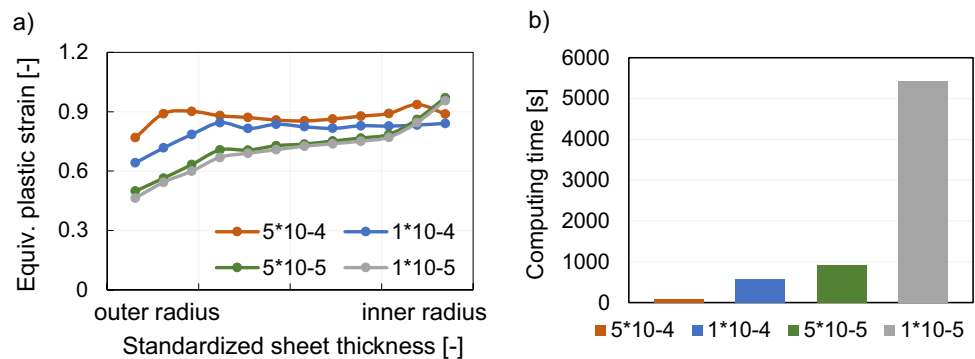 a)
Equiv. plastic strain [-]
1.2
0.9
0.6
0.3
0
5*10-4 1*10-4
5*10-5 1*10-5
outer radius inner radius
Standardized sheet thickness [-]
b)
Computing time [s]
6000
5000
4000
3000
2000
1000
0
5*10-4 1*10-4 5*10-5 1*10-5